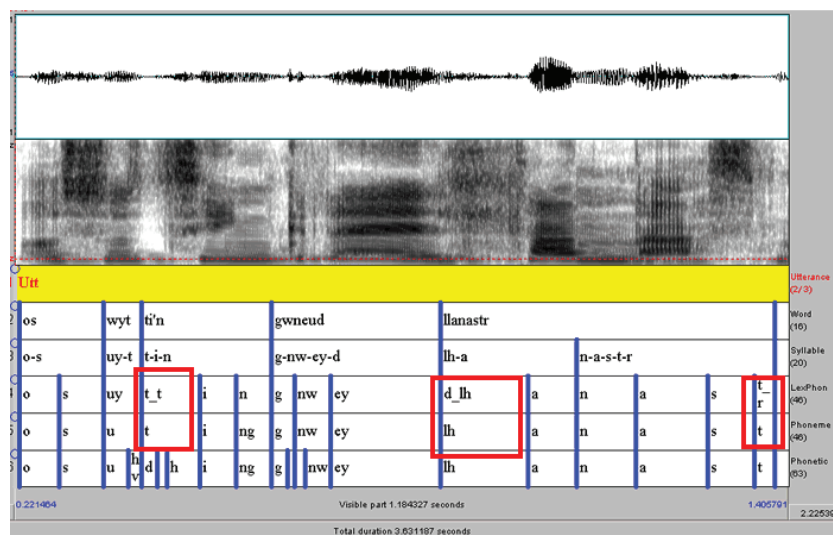 Utt Utterance (2/3)
os wyt ti'n gwneud llanastr Word (16)
o-s uy-t t-i-n g-nw-ey-d lh-a n-a-s-t-r Syllable (20)
o s uy t_t i n g nw ey d_lh a n a s t_r LexPhon (46)
o s u t i ng g nw ey lh a n a s t Phoneme (46)
o s u hv d h i ng g nw ey lh a n a s t Phonetic (63)
0.221464 Visible part 1.184327 seconds 1.405791
Total duration 3.631187 seconds